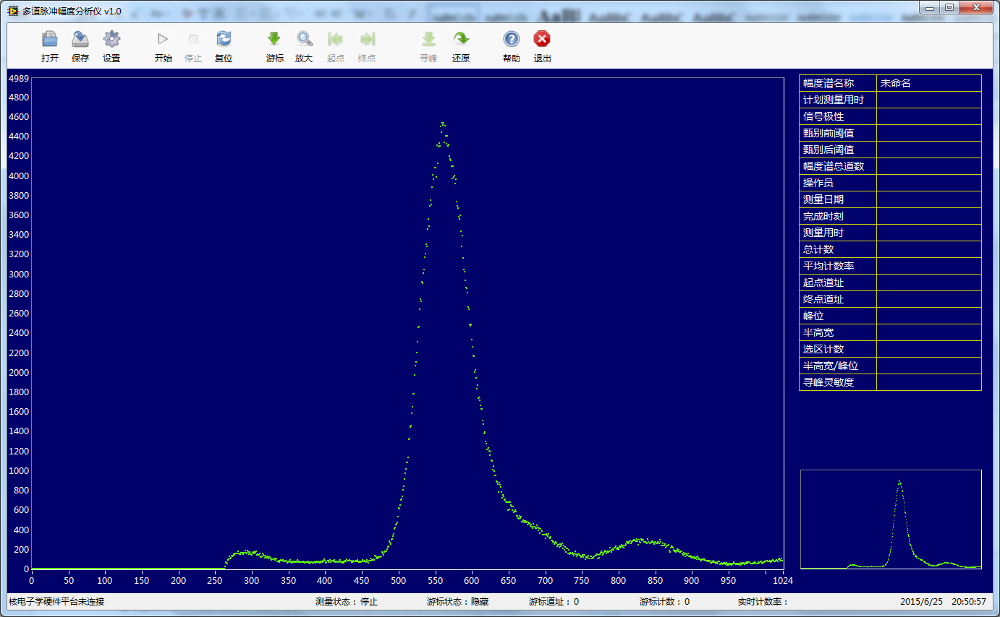 多道脉冲幅度分析仪 v1.0
打开 保存 设置 开始 停止 复位 游标 放大 起点 终点 寻峰 还原 帮助 退出
4989
4800
4600
4400
4200
4000
3800
3600
3400
3200
3000
2800
2600
2400
2200
2000
1800
1600
1400
1200
1000
800
600
400
200
0
0 50 100 150 200 250 300 350 400 450 500 550 600 650 700 750 800 850 900 950 1024
幅度谱名称 未命名
计划测量用时
信号极性
甄别前阈值
甄别后阈值
幅度谱总道数
操作员
测量日期
完成时刻
测量用时
总计数
平均计数率
起点道址
终点道址
峰位
半高宽
选区计数
半高宽/峰位
寻峰灵敏度
核电子学硬件平台未连接 测量状态：停止 游标状态：隐藏 游标道址：0 游标计数：0 实时计数率： 2015/6/25 20:50:57